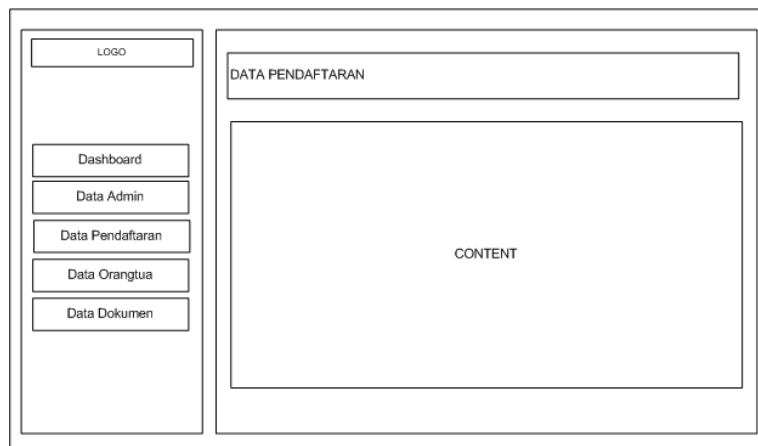 LOGO
Dashboard
Data Admin
Data Pendaftaran
Data Orangtua
Data Dokumen
DATA PENDAFTARAN
CONTENT